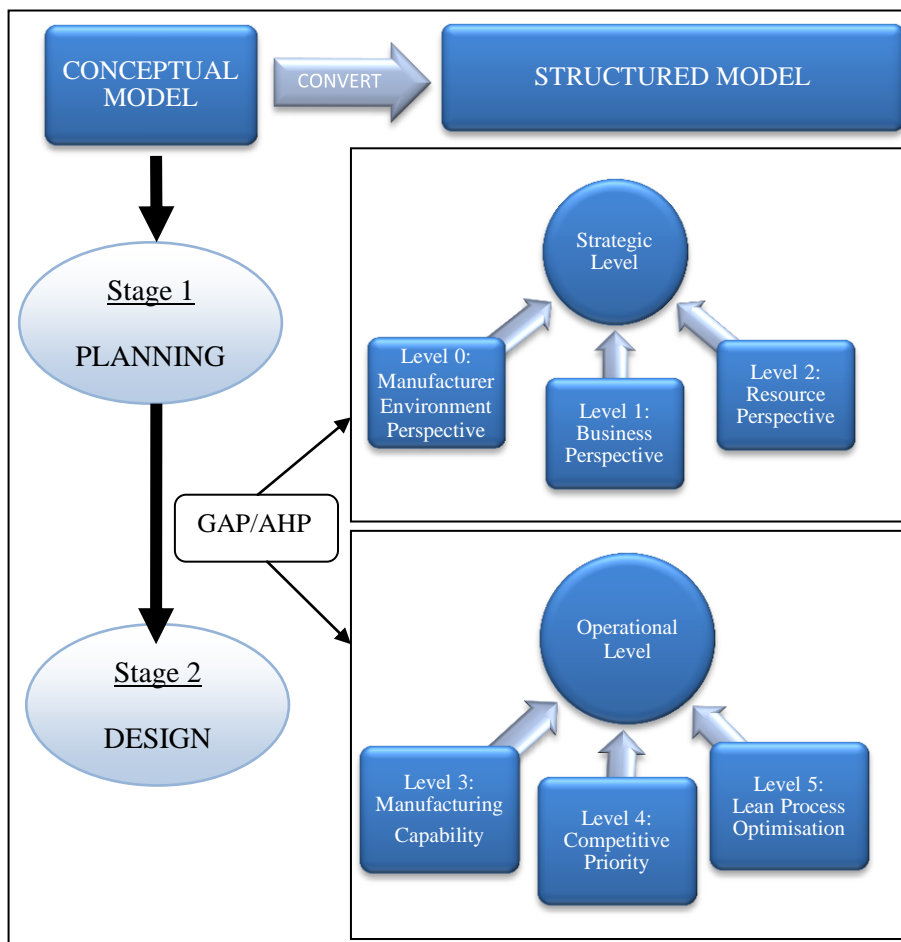 CONCEPTUAL
MODEL
CONVERT
STRUCTURED MODEL
Stage 1
PLANNING
Strategic
Level
Level 0:
Manufacturer
Environment
Perspective
Level 1:
Business
Perspective
Level 2:
Resource
Perspective
GAP/AHP
Stage 2
DESIGN
Operational
Level
Level 3:
Manufacturing
Capability
Level 4:
Competitive
Priority
Level 5:
Lean Process
Optimisation